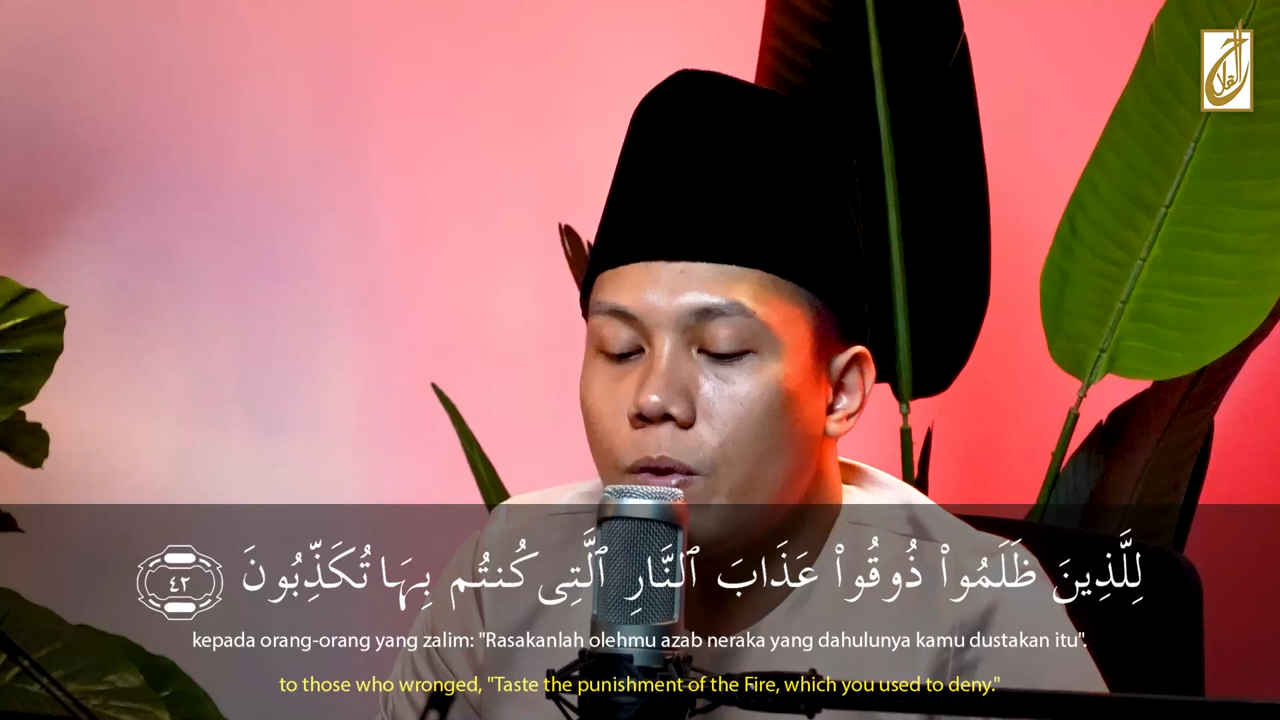 لِلَّذِينَ ظَلَمُوا۟ ذُوقُوا۟ عَذَابَ ٱلنَّارِ ٱلَّتِى كُنتُم بِهَا تُكَذِّبُونَ ٤٢
kepada orang-orang yang zalim: "Rasakanlah olehmu azab neraka yang dahulunya kamu dustakan itu".
to those who wronged, "Taste the punishment of the Fire, which you used to deny."